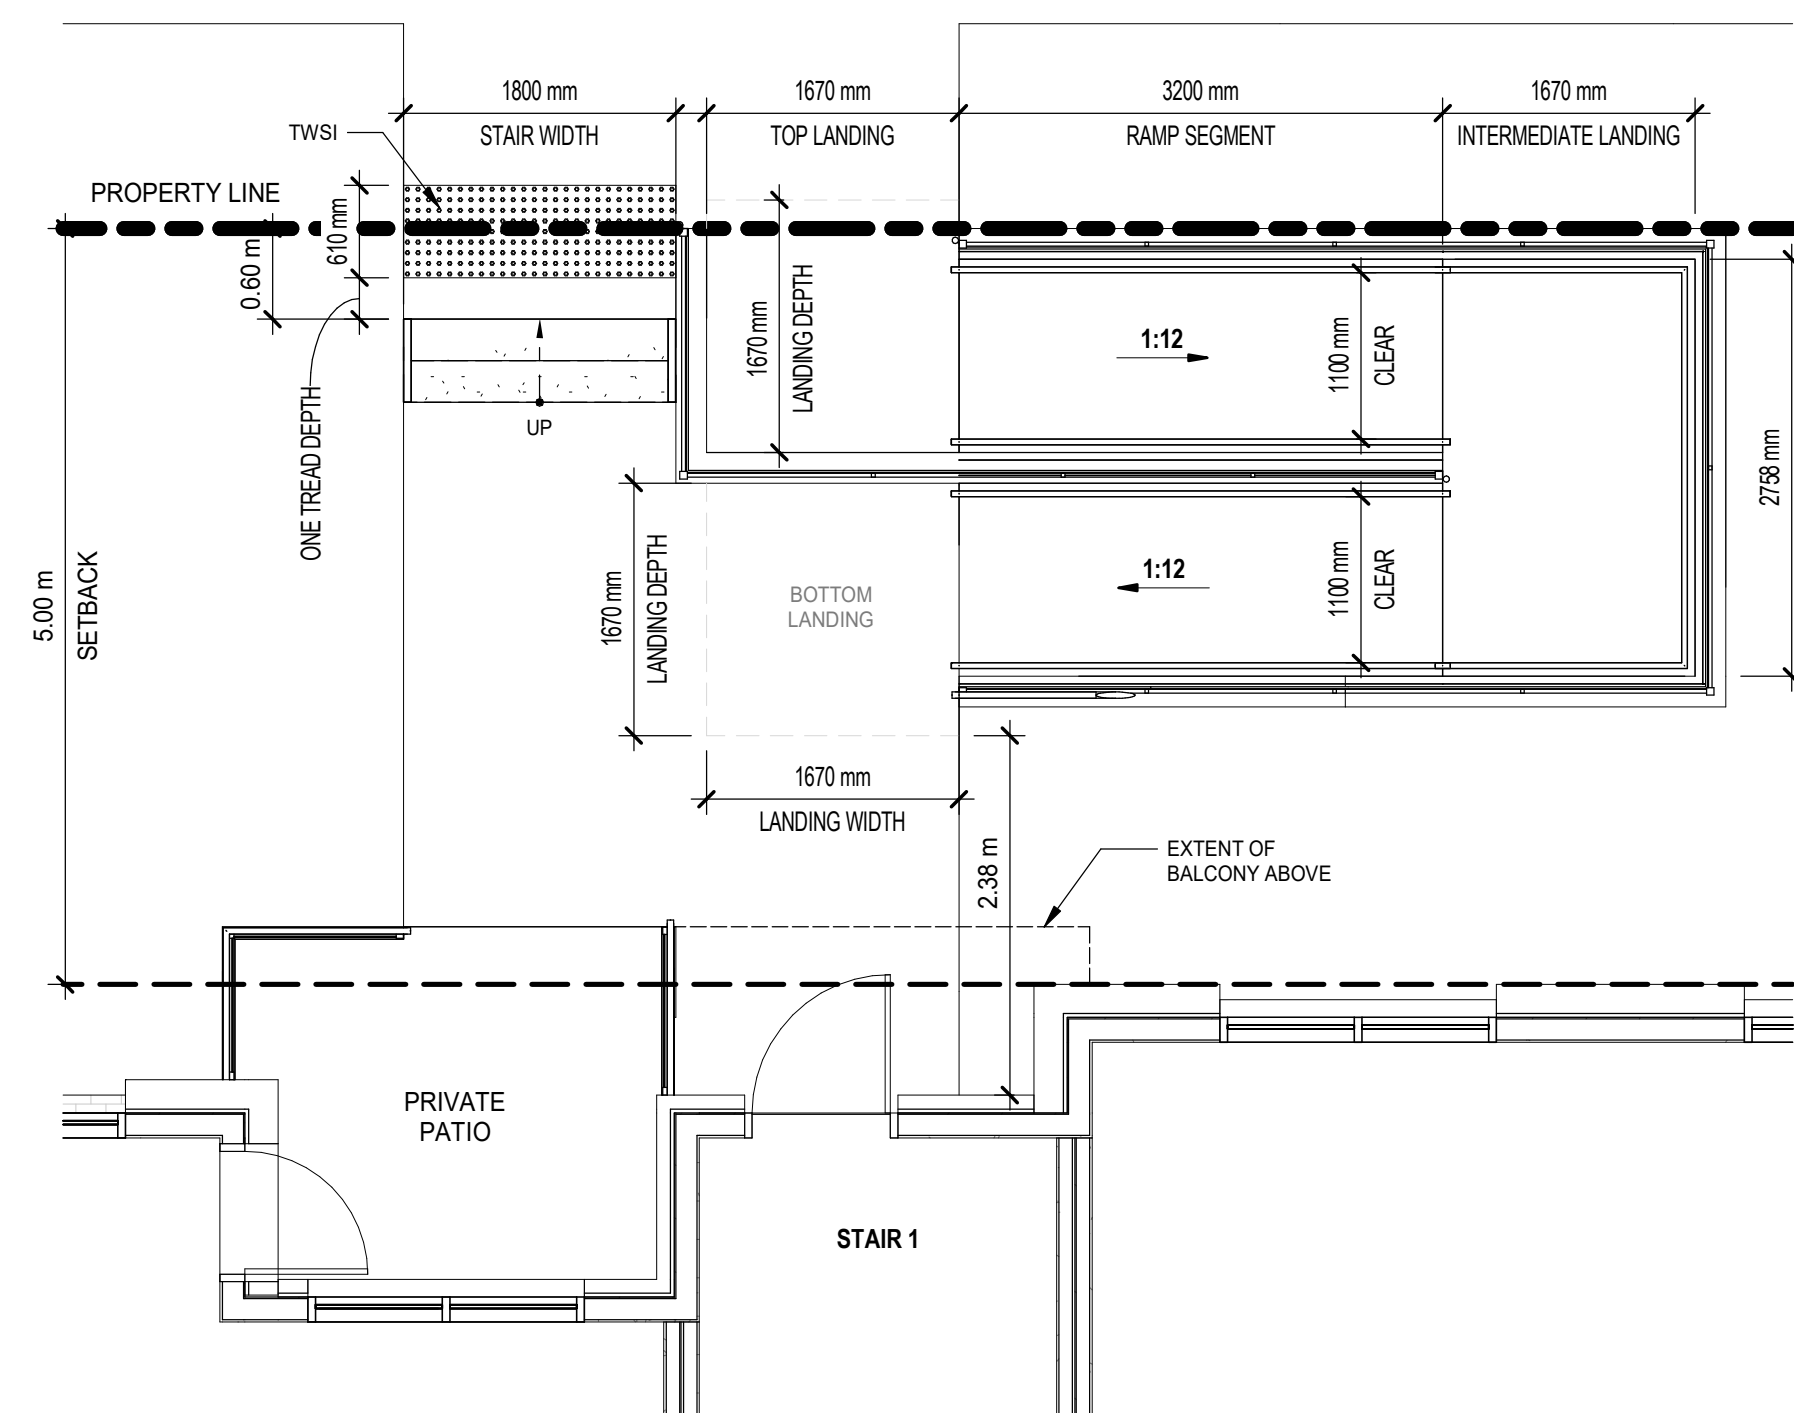 1800 mm
STAIR WIDTH
1670 mm
TOP LANDING
3200 mm
RAMP SEGMENT
1670 mm
INTERMEDIATE LANDING
TWSI
PROPERTY LINE
610 mm
0.60 m
ONE TREAD DEPTH
UP
1670 mm
LANDING DEPTH
1:12
1100 mm
CLEAR
2758 mm
5.00 m
SETBACK
1670 mm
LANDING DEPTH
BOTTOM
LANDING
1:12
1100 mm
CLEAR
1670 mm
LANDING WIDTH
2.38 m
EXTENT OF
BALCONY ABOVE
PRIVATE
PATIO
STAIR 1